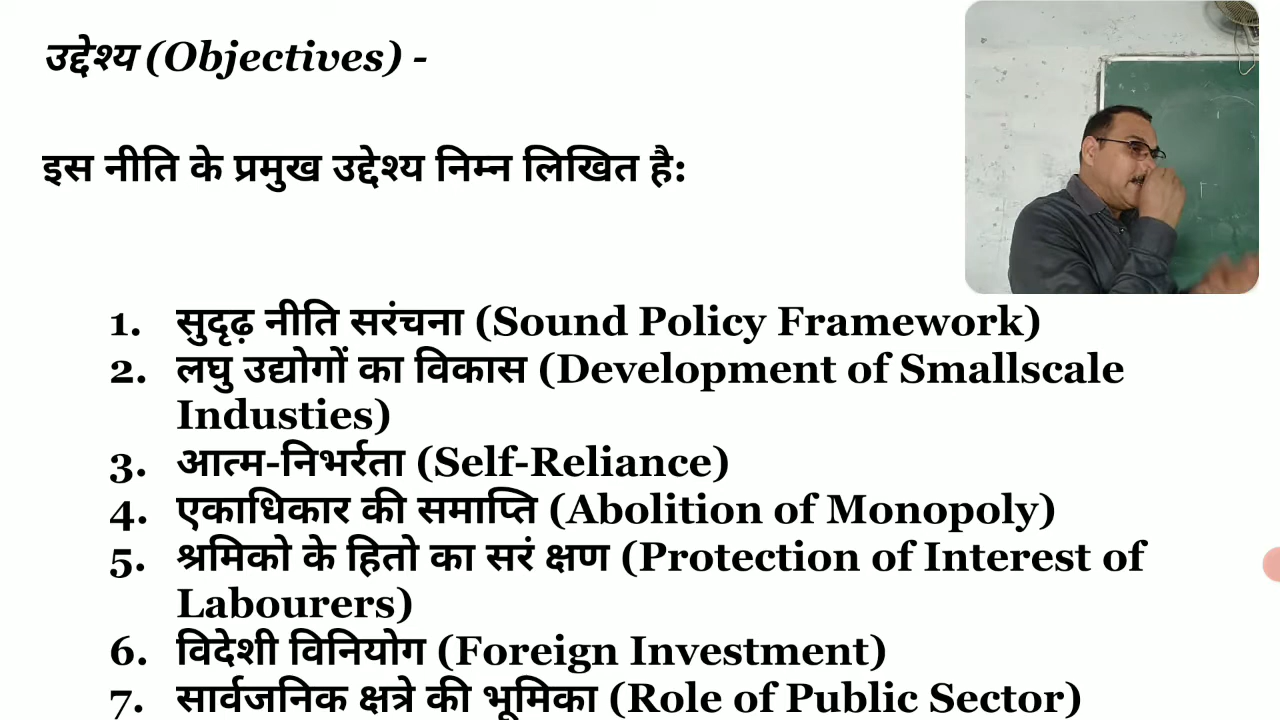 उद्देश्य (Objectives) -
इस नीति के प्रमुख उद्देश्य निम्न लिखित है:
1. सुदृढ़ नीति सरंचना (Sound Policy Framework)
2. लघु उद्योगों का विकास (Development of Smallscale
Industies)
3. आत्म-निभर्रता (Self-Reliance)
4. एकाधिकार की समाप्ति (Abolition of Monopoly)
5. श्रमिको के हितो का सरं क्षण (Protection of Interest of
Labourers)
6. विदेशी विनियोग (Foreign Investment)
7. सार्वजनिक क्षत्रे की भूमिका (Role of Public Sector)